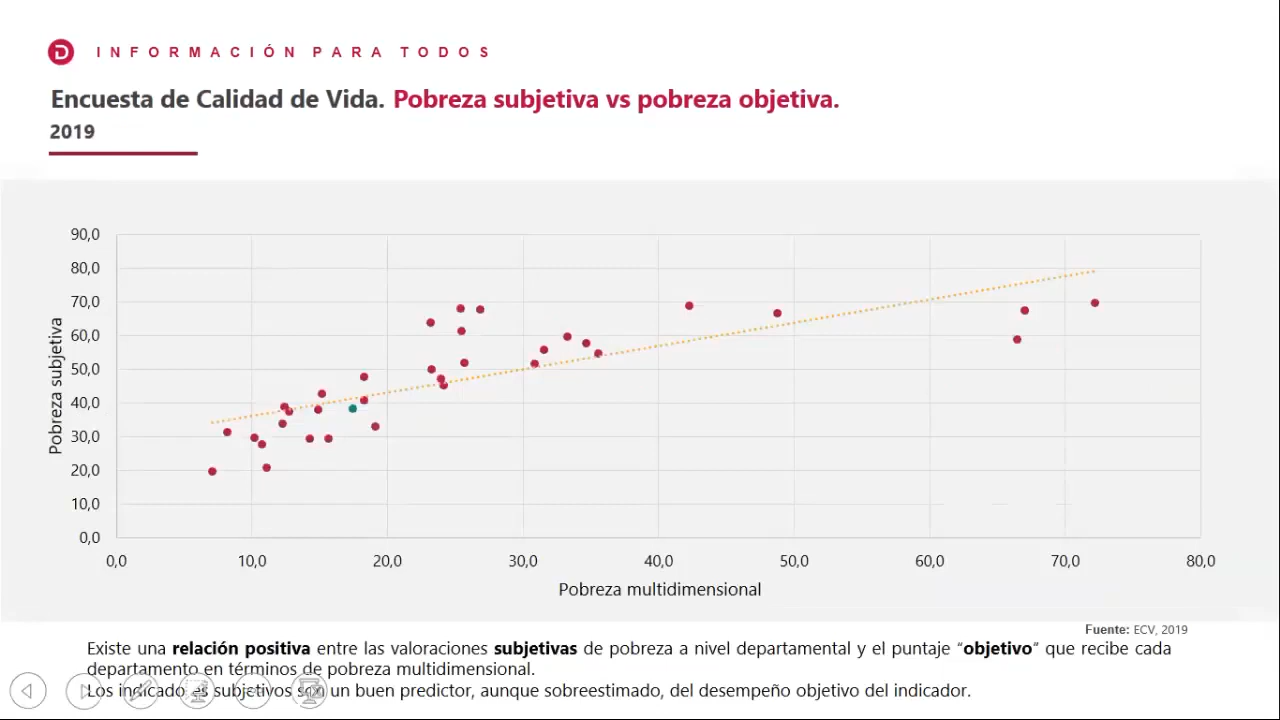 INFORMACIÓN PARA TODOS
Encuesta de Calidad de Vida. Pobreza subjetiva vs pobreza objetiva.
2019
90,0
80,0
70,0
60,0
50,0
40,0
30,0
20,0
10,0
0,0
Pobreza subjetiva
0,0 10,0 20,0 30,0 40,0 50,0 60,0 70,0 80,0
Pobreza multidimensional
Fuente: ECV, 2019
Existe una relación positiva entre las valoraciones subjetivas de pobreza a nivel departamental y el puntaje “objetivo” que recibe cada
departamento en términos de pobreza multidimensional.
Los indicadores subjetivos son un buen predictor, aunque sobreestimado, del desempeño objetivo del indicador.